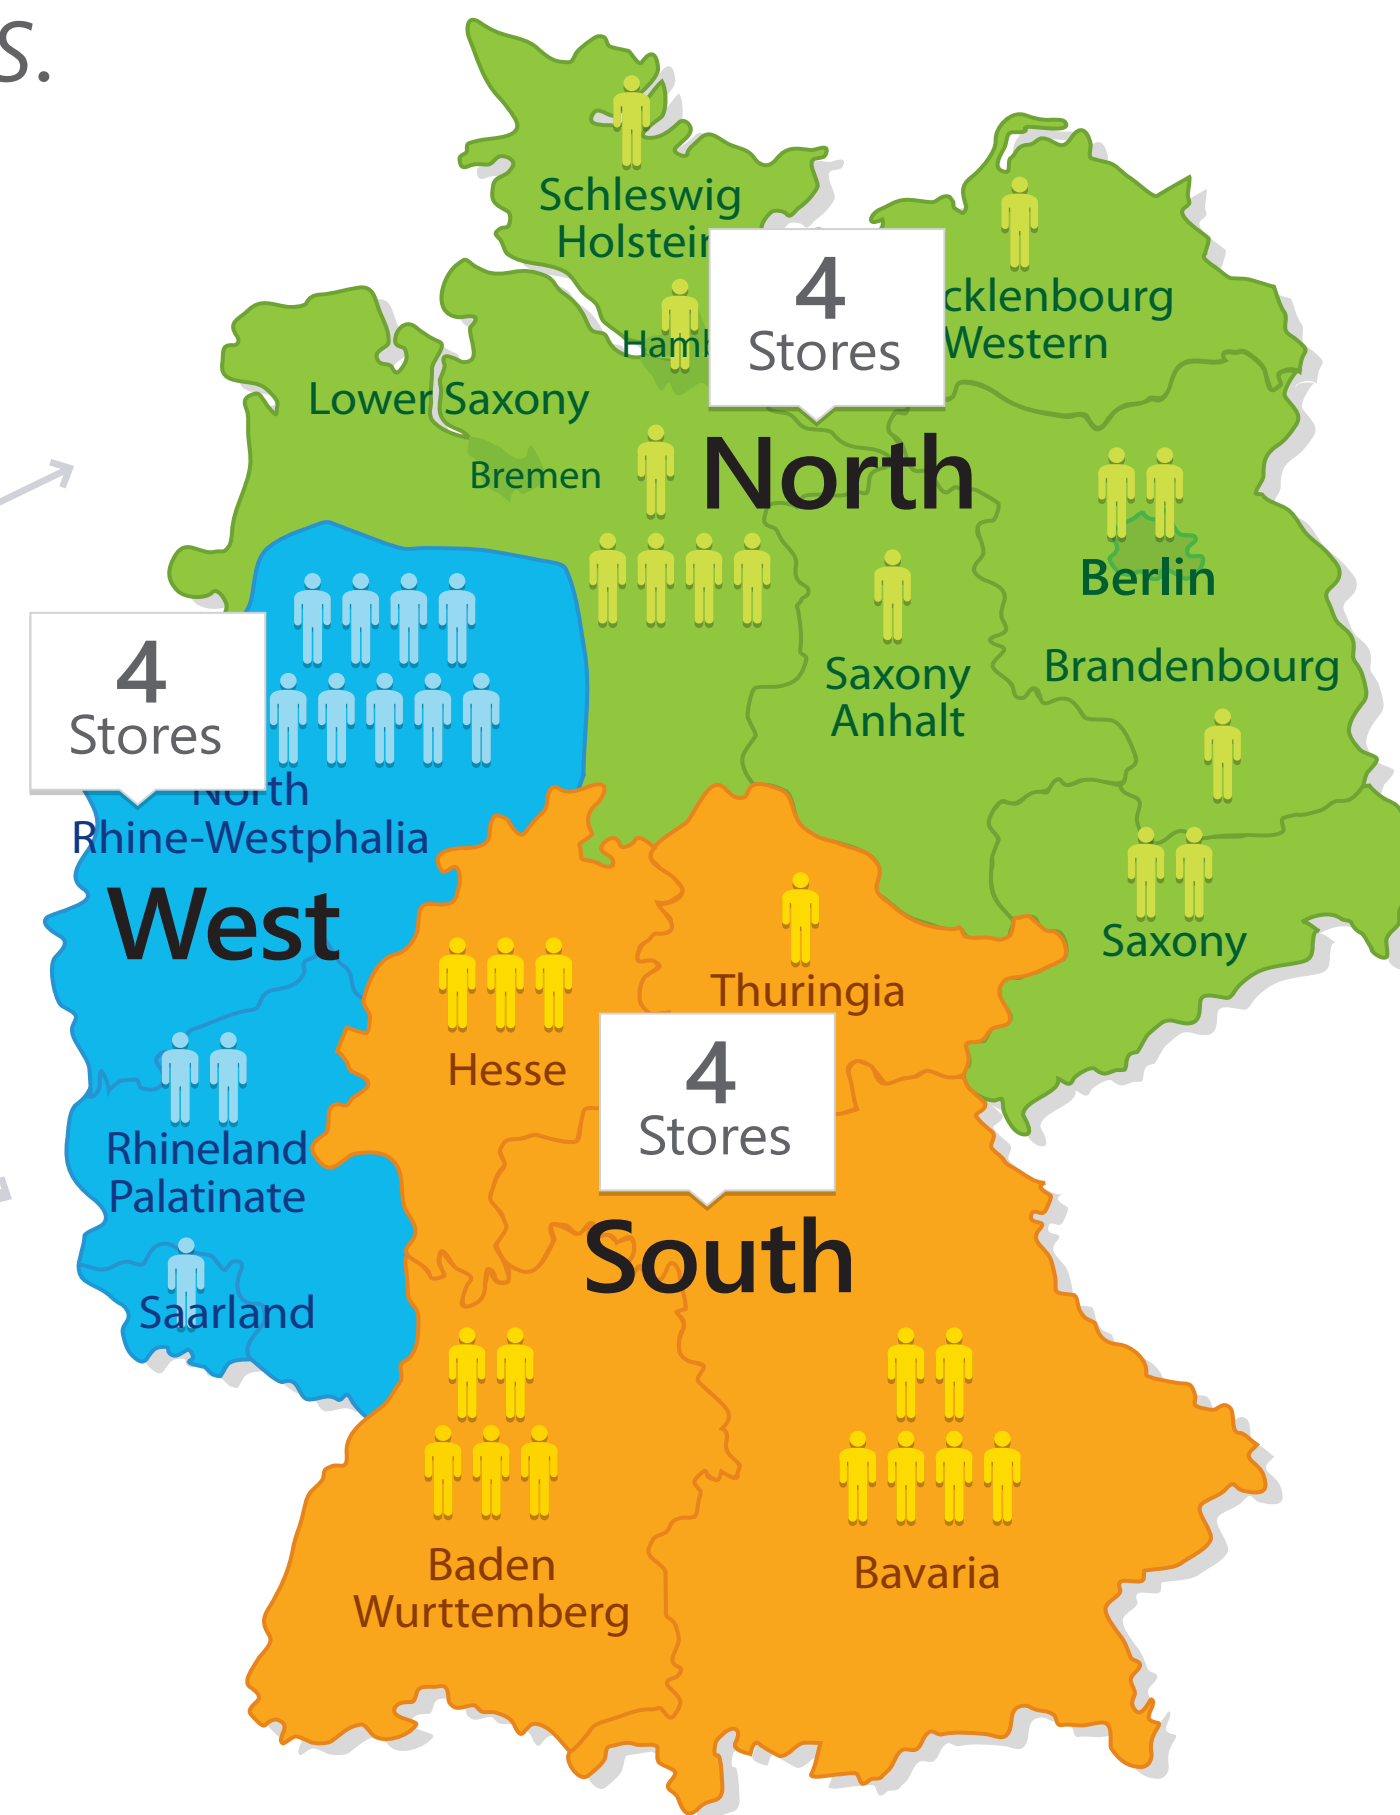 s.
Schleswig
Holstein
4
Stores
cklenbourg
Western
Hamb
Lower Saxony
Bremen
North
Berlin
Saxony
Anhalt
Brandenbourg
4
Stores
North
Rhine-Westphalia
West
Saxony
Thuringia
Hesse
4
Stores
Rhineland
Palatinate
South
Saarland
Baden
Wurttemberg
Bavaria